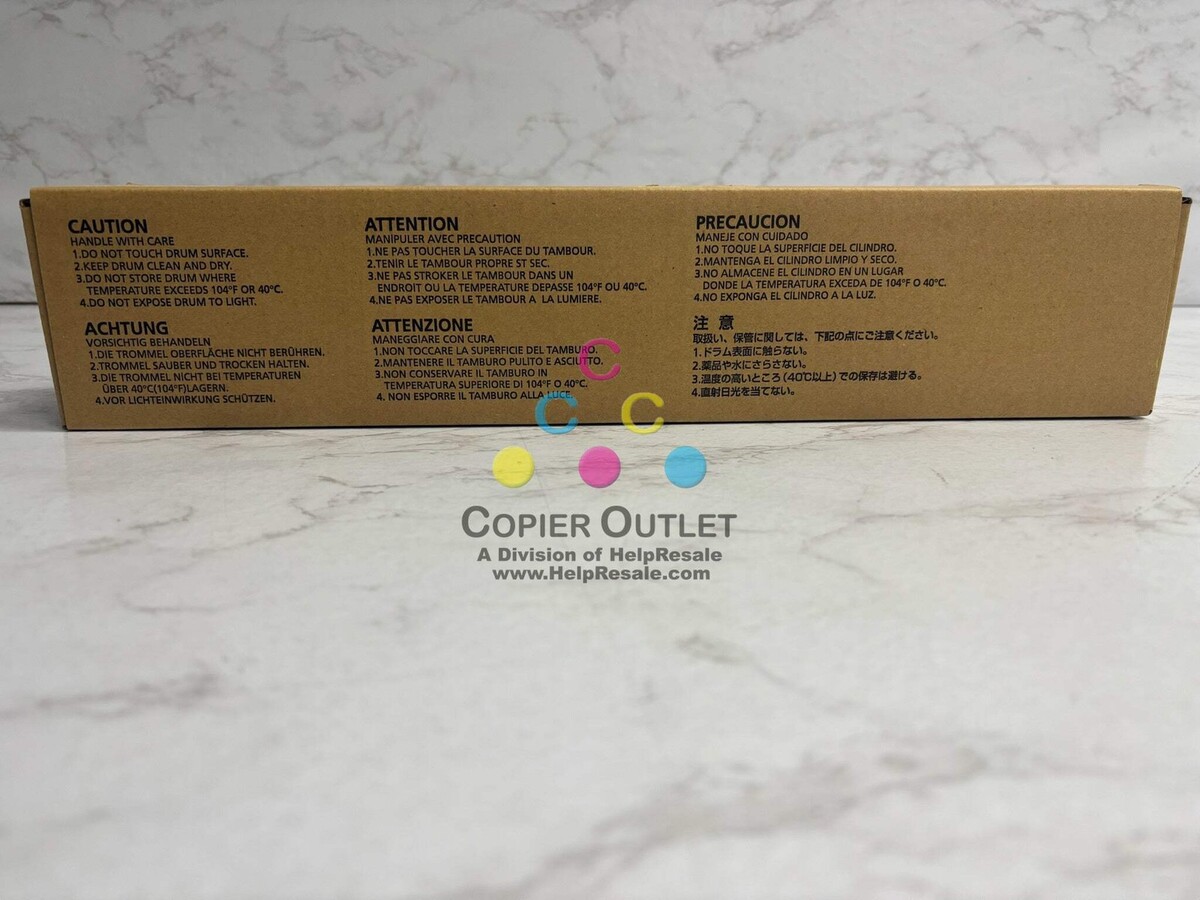 CAUTION
HANDLE WITH CARE
1.DO NOT TOUCH DRUM SURFACE.
2.KEEP DRUM CLEAN AND DRY.
3.DO NOT STORE DRUM WHERE
TEMPERATURE EXCEEDS 104°F OR 40°C.
4.DO NOT EXPOSE DRUM TO LIGHT.
ATTENTION
MANIPULER AVEC PRECAUTION
1.NE PAS TOUCHER LA SURFACE DU TAMBOUR.
2.TENIR LE TAMBOUR PROPRE ST SEC.
3.NE PAS STROKER LE TAMBOUR DANS UN
ENDROIT OU LA TEMPERATURE DEPASSE 104°F OU 40°C.
4.NE PAS EXPOSER LE TAMBOUR A LA LUMIERE.
PRECAUCION
MANEJE CON CUIDADO
1.NO TOQUE LA SUPERFICIE DEL CILINDRO.
2.MANTENGA EL CILINDRO LIMPIO Y SECO.
3.NO ALMACENE EL CILINDRO EN UN LUGAR
DONDE LA TEMPERATURA EXCEDA DE 104°F O 40°C.
4.NO EXPONGA EL CILINDRO A LA LUZ.
ACHTUNG
VORSICHTIG BEHANDELN
1.DIE TROMMEL OBERFLÄCHE NICHT BERÜHREN.
2.TROMMEL SAUBER UND TROCKEN HALTEN.
3.DIE TROMMEL NICHT BEI TEMPERATUREN
ÜBER 40°C(104°F)LAGERN.
4.VOR LICHTEINWIRKUNG SCHÜTZEN.
ATTENZIONE
MANEGGIARE CON CURA
1.NON TOCCARE LA SUPERFICIE DEL TAMBURO.
2.MANTENERE IL TAMBURO PULITO E ASCIUTTO.
3.NON CONSERVARE IL TAMBURO IN
TEMPERATURA SUPERIORE DI 104°F O 40°C.
4. NON ESPORRE IL TAMBURO ALLA LUCE.
注 意
取扱い、保管に関しては、下記の点にご注意ください。
1.ドラム表面に触らない。
2.薬品や水にさらさない。
3.温度の高いところ(40℃以上)での保存は避ける。
4.直射日光を当てない。
C
C C
COPIER OUTLET
A Division of HelpResale
www.HelpResale.com